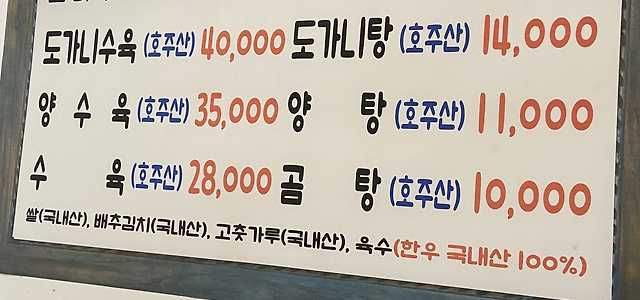 도가니수육 (호주산) 40,000 도가니탕 (호주산) 14,000
양 수 육 (호주산) 35,000 양 탕 (호주산) 11,000
수 육 (호주산) 28,000 곰 탕 (호주산) 10,000
쌀(국내산), 배추김치(국내산), 고춧가루(국내산), 육수(한우 국내산 100%)